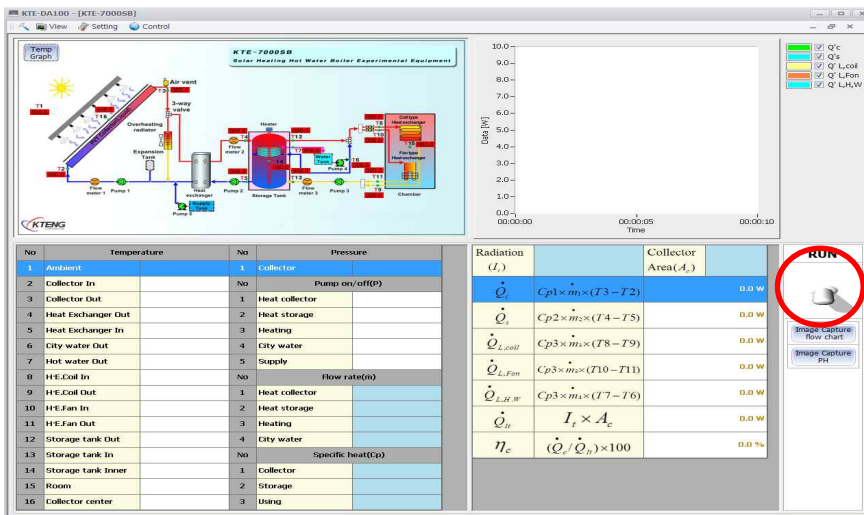 KTE-DA100 - [KTE-7000SB]
View Setting Control
Temp
Graph
KTE-7000SB
Solar Heating Hot Water Boiler Experimental Equipment
Air vent
T3
3-way
valve
T1
T16
Overheating
radiator
Expansion
Tank
T2
Flow
meter 1
Pump 1
Heat
exchanger
Pump 5
Supply
Tank
Flow
meter 2
T4
T5
Pump 2
Heater
T12
T7
14
T13
Storage Tank
Water
Tank
Pump 4
T6
Flow
meter 3
Pump 3
T8
T10
T11
T9
Coil type
Heat exchanger
T15
Fan type
Heat exchanger
Chamber
KTENG
10.0
9.0
8.0
7.0
6.0
5.0
4.0
3.0
2.0
1.0
0.0
Data [W]
00:00:00 00:00:05 00:00:10
Time
Q'c
Q's
Q' L,coil
Q' L,Fon
Q' L,H,W
No Temperature No Pressure
1 Ambient 1 Collector
2 Collector In No Pump on/off(P)
3 Collector Out 1 Heat collector
4 Heat Exchanger Out 2 Heat storage
5 Heat Exchanger In 3 Heating
6 City water Out 4 City water
7 Hot water Out 5 Supply
8 H·E.Coil In No Flow rate(m)
9 H·E.Coil Out 1 Heat collector
10 H·E.Fan In 2 Heat storage
11 H·E.Fan Out 3 Heating
12 Storage tank Out 4 City water
13 Storage tank In No Specific heat(Cp)
14 Storage tank Inner 1 Collector
15 Room 2 Storage
16 Collector center 3 Using
Radiation
(Iₜ)
Collector
Area(A꜀)
Q̇c Cp1×ṁ₁×(T3−T2) 0.0 W
Q̇s Cp2×ṁ₂×(T4−T5) 0.0 W
Q̇L,coil Cp3×ṁ₃×(T8−T9) 0.0 W
Q̇L,Fon Cp3×ṁ₃×(T10−T11) 0.0 W
Q̇L,H,W Cp3×ṁ₄×(T7−T6) 0.0 W
Q̇It Iₜ×A꜀ 0.0 W
η꜀ (Q̇c/Q̇It)×100 0.0 %
RUN
Image Capture
flow chart
Image Capture
PH